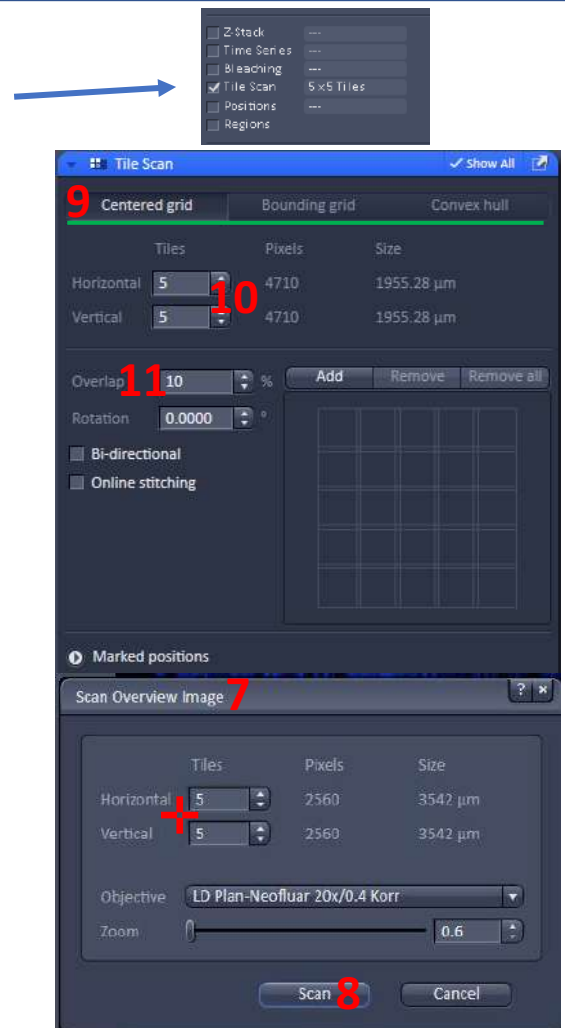 Z-Stack ---
Time Series ---
Bleaching ---
Tile Scan 5×5 Tiles
Positions ---
Regions
Tile Scan Show All
9 Centered grid Bounding grid Convex hull
Tiles Pixels Size
Horizontal 5 4710 1955.28 µm
10
Vertical 5 4710 1955.28 µm
Overlap 11 10 % Add Remove Remove all
Rotation 0.0000 °
Bi-directional
Online stitching
Marked positions
Scan Overview Image 7 ? ×
Tiles Pixels Size
Horizontal 5 2560 3542 µm
+
Vertical 5 2560 3542 µm
Objective LD Plan-Neofluar 20x/0.4 Korr
Zoom 0.6
Scan 8 Cancel